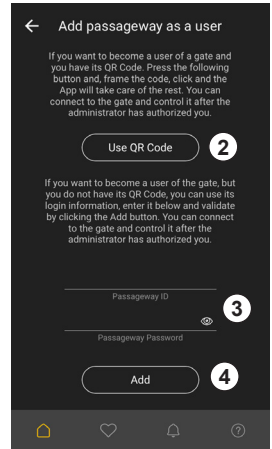 Add passageway as a user
If you want to become a user of a gate and
you have its QR Code. Press the following
button and, frame the code, click and the
App will take care of the rest. You can
connect to the gate and control it after the
administrator has authorized you.
Use QR Code
2
If you want to become a user of the gate, but
you do not have its QR Code, you can use its
login information, enter it below and validate
by clicking the Add button. You can connect
to the gate and control it after the
administrator has authorized you.
Passageway ID
3
Passageway Password
Add
4
?